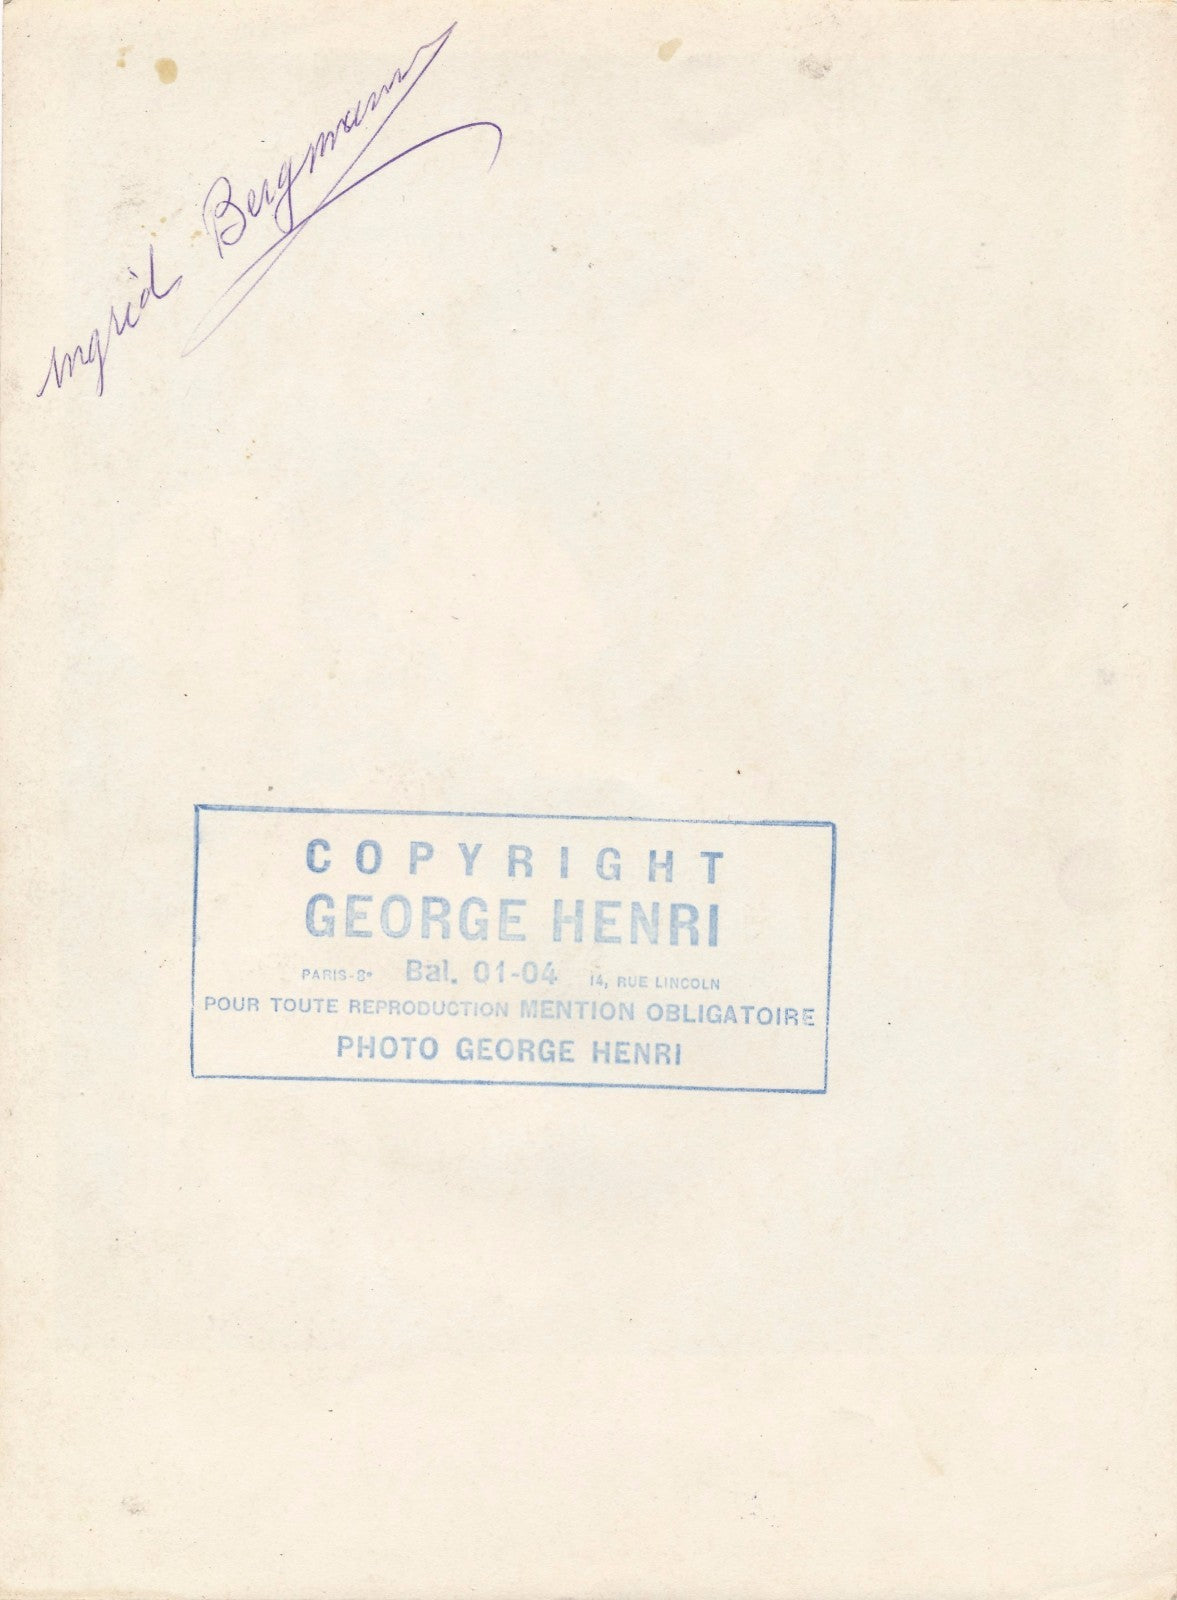 Ingrid Bergmann
COPYRIGHT
GEORGE HENRI
PARIS-8e Bal. 01-04 14, RUE LINCOLN
POUR TOUTE REPRODUCTION MENTION OBLIGATOIRE
PHOTO GEORGE HENRI